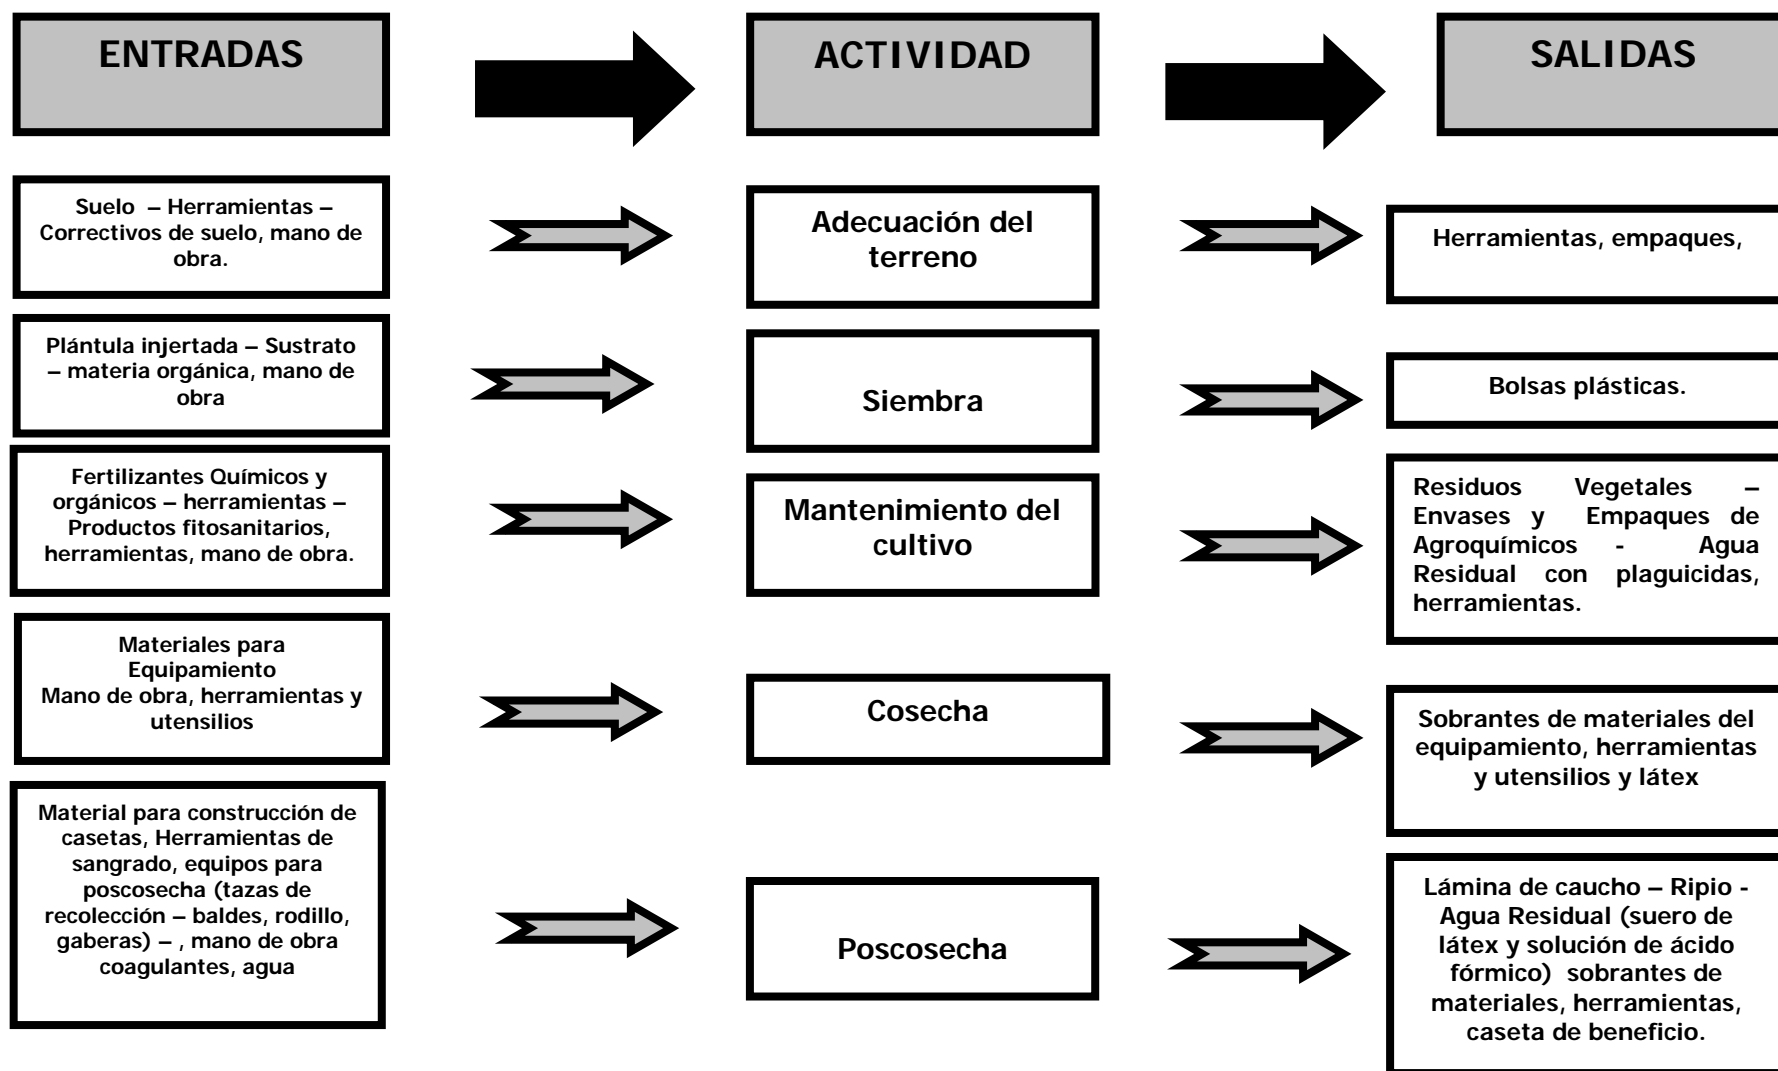 ENTRADAS
ACTIVIDAD
SALIDAS
Suelo – Herramientas –
Correctivos de suelo, mano de
obra.
Adecuación del
terreno
Herramientas, empaques,
Plántula injertada – Sustrato
– materia orgánica, mano de
obra
Siembra
Bolsas plásticas.
Fertilizantes Químicos y
orgánicos – herramientas –
Productos fitosanitarios,
herramientas, mano de obra.
Mantenimiento del
cultivo
Residuos Vegetales –
Envases y Empaques de
Agroquímicos - Agua
Residual con plaguicidas,
herramientas.
Materiales para
Equipamiento
Mano de obra, herramientas y
utensilios
Cosecha
Sobrantes de materiales del
equipamiento, herramientas
y utensilios y látex
Material para construcción de
casetas, Herramientas de
sangrado, equipos para
poscosecha (tazas de
recolección – baldes, rodillo,
gaberas) – , mano de obra
coagulantes, agua
Poscosecha
Lámina de caucho – Ripio -
Agua Residual (suero de
látex y solución de ácido
fórmico) sobrantes de
materiales, herramientas,
caseta de beneficio.